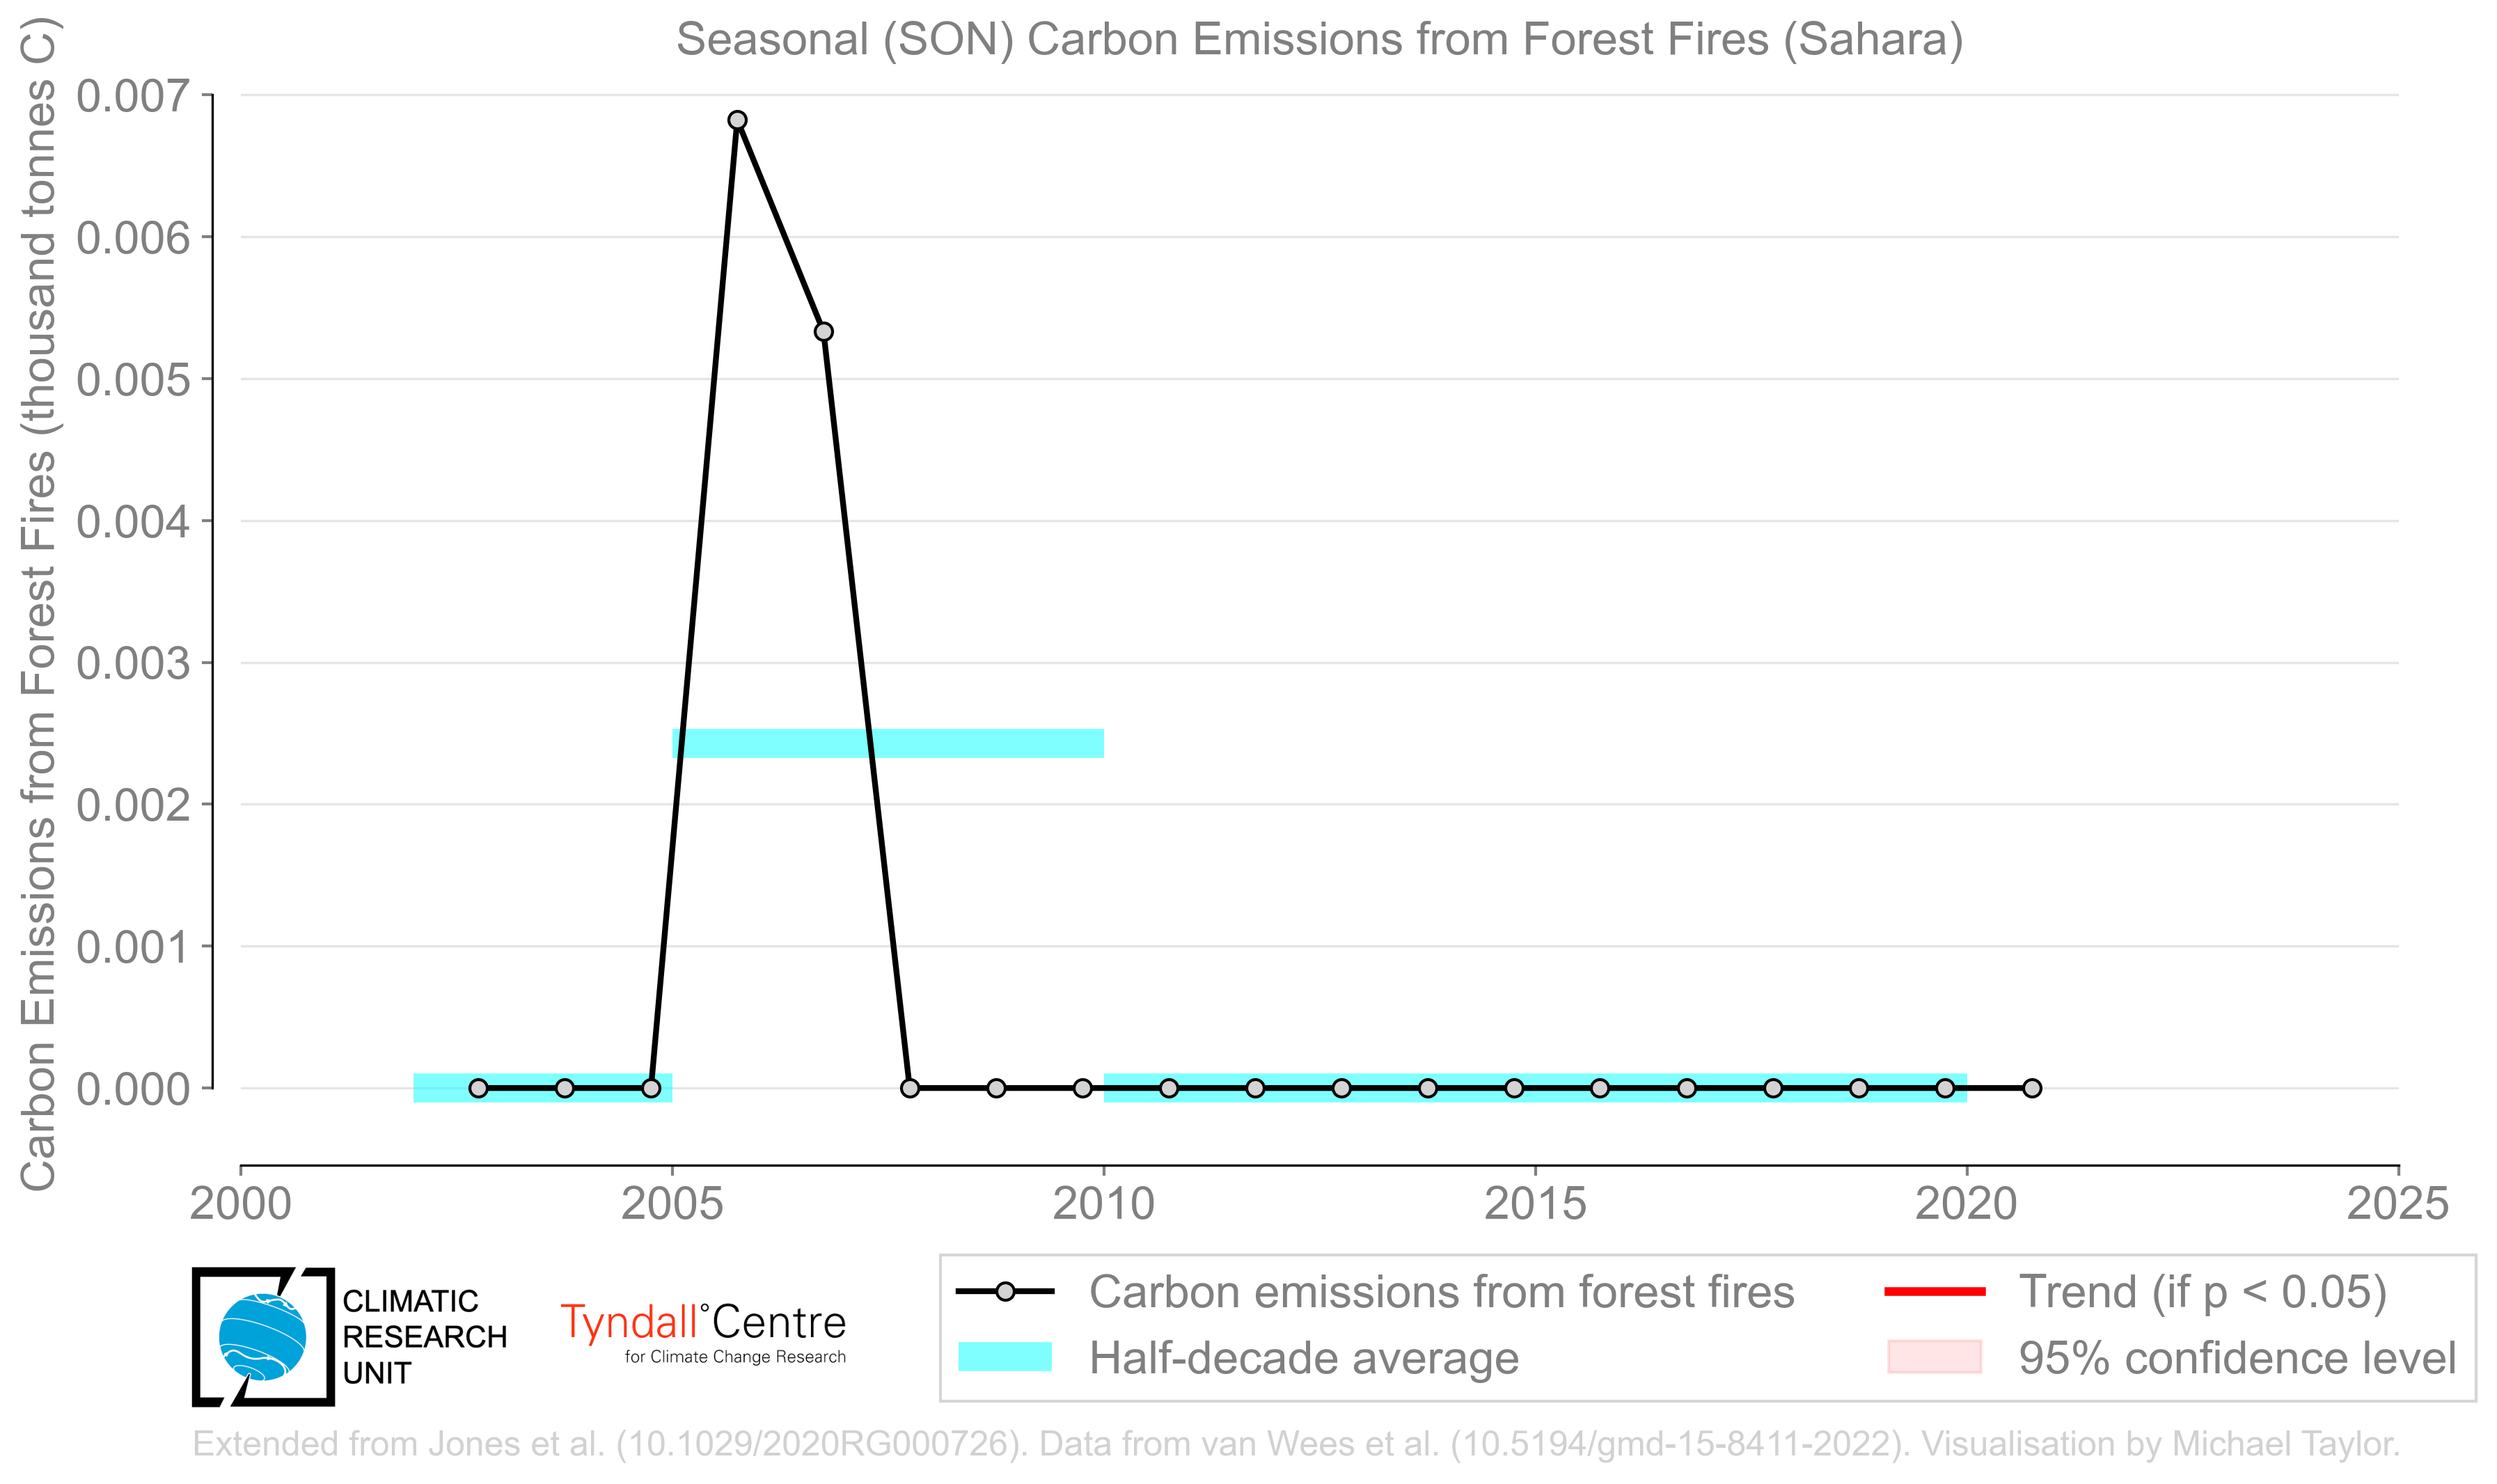 Seasonal (SON) Carbon Emissions from Forest Fires (Sahara)
Carbon Emissions from Forest Fires (thousand tonnes C)
0.007
0.006
0.005
0.004
0.003
0.002
0.001
0.000
2000 2005 2010 2015 2020 2025
CLIMATIC
RESEARCH
UNIT
Tyndall°Centre
for Climate Change Research
Carbon emissions from forest fires
Half-decade average
Trend (if p < 0.05)
95% confidence level
Extended from Jones et al. (10.1029/2020RG000726). Data from van Wees et al. (10.5194/gmd-15-8411-2022). Visualisation by Michael Taylor.